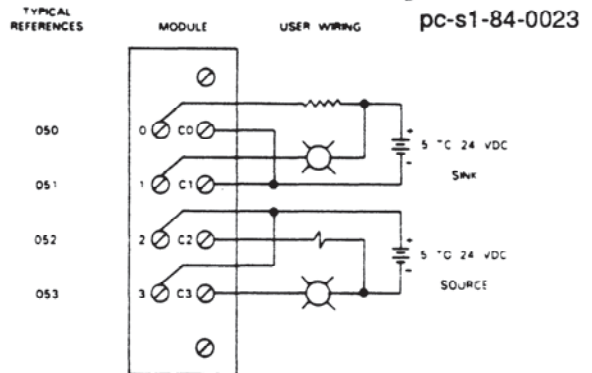 pc-s1-84-0023
TYPICAL REFERENCES
MODULE
USER WIRING
050
0
C0
+
5 TO 24 VDC
-
SINK
051
1
C1
052
2
C2
+
5 TO 24 VDC
-
SOURCE
053
3
C3